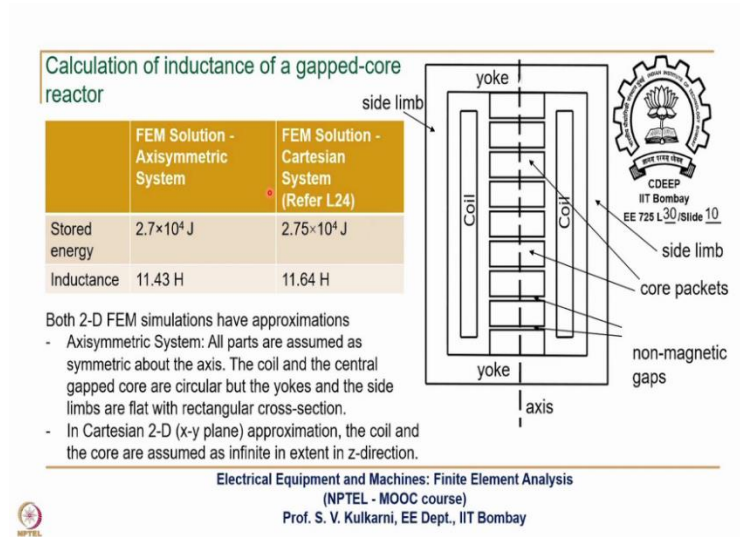 Calculation of inductance of a gapped-core
reactor
FEM Solution -
Axisymmetric
System
FEM Solution -
Cartesian
System
(Refer L24)
Stored
energy
2.7×10⁴ J
2.75×10⁴ J
Inductance
11.43 H
11.64 H
Both 2-D FEM simulations have approximations
- Axisymmetric System: All parts are assumed as
symmetric about the axis. The coil and the central
gapped core are circular but the yokes and the side
limbs are flat with rectangular cross-section.
- In Cartesian 2-D (x-y plane) approximation, the coil and
the core are assumed as infinite in extent in z-direction.
yoke
side limb
Coil
Coil
side limb
core packets
non-magnetic
gaps
yoke
axis
CDEEP
IIT Bombay
EE 725 L 30 /Slide 10
Electrical Equipment and Machines: Finite Element Analysis
(NPTEL - MOOC course)
Prof. S. V. Kulkarni, EE Dept., IIT Bombay
NPTEL